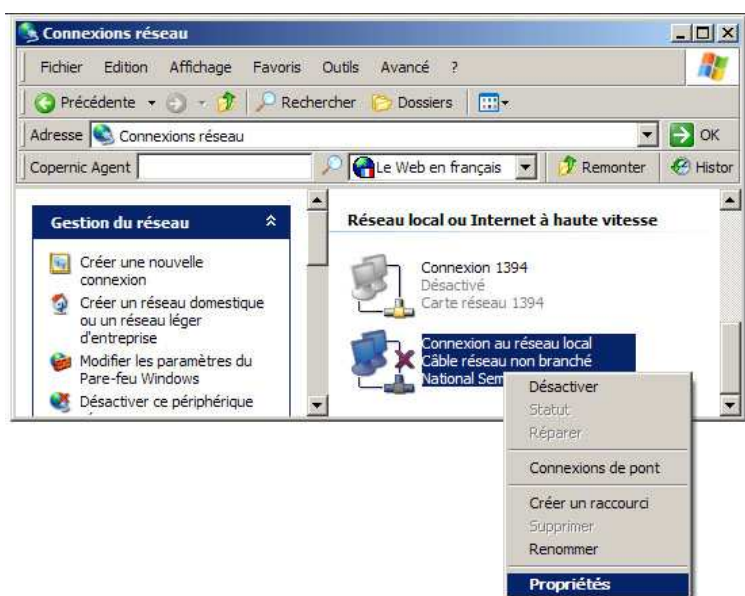 Connexions réseau
Fichier Edition Affichage Favoris Outils Avancé ?
Précédente Rechercher Dossiers
Adresse Connexions réseau OK
Copernic Agent Le Web en français Remonter Histor
Gestion du réseau
Créer une nouvelle
connexion
Créer un réseau domestique
ou un réseau léger
d'entreprise
Modifier les paramètres du
Pare-feu Windows
Désactiver ce périphérique
Réseau local ou Internet à haute vitesse
Connexion 1394
Désactivé
Carte réseau 1394
Connexion au réseau local
Câble réseau non branché
National Sem
Désactiver
Statut
Réparer
Connexions de pont
Créer un raccourci
Supprimer
Renommer
Propriétés